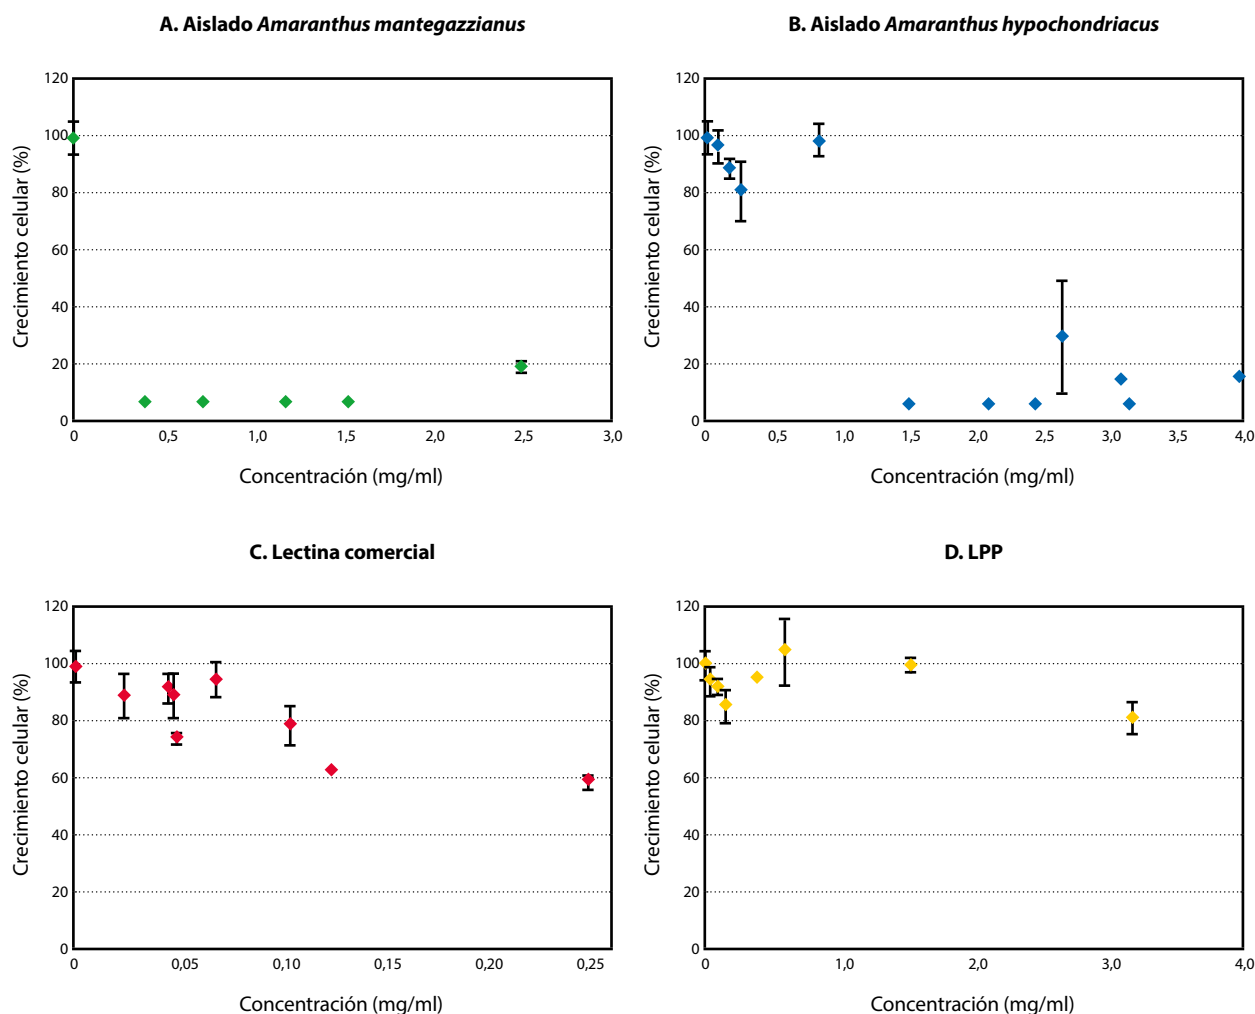 A. Aislado Amaranthus mantegazzianus
120
100
80
60
40
20
0
Crecimiento celular (%)
0 0,5 1,0 1,5 2,0 2,5 3,0
Concentración (mg/ml)
B. Aislado Amaranthus hypochondriacus
120
100
80
60
40
20
0
Crecimiento celular (%)
0 0,5 1,0 1,5 2,0 2,5 3,0 3,5 4,0
Concentración (mg/ml)
C. Lectina comercial
120
100
80
60
40
20
0
Crecimiento celular (%)
0 0,05 0,10 0,15 0,20 0,25
Concentración (mg/ml)
D. LPP
120
100
80
60
40
20
0
Crecimiento celular (%)
0 1,0 2,0 3,0 4,0
Concentración (mg/ml)